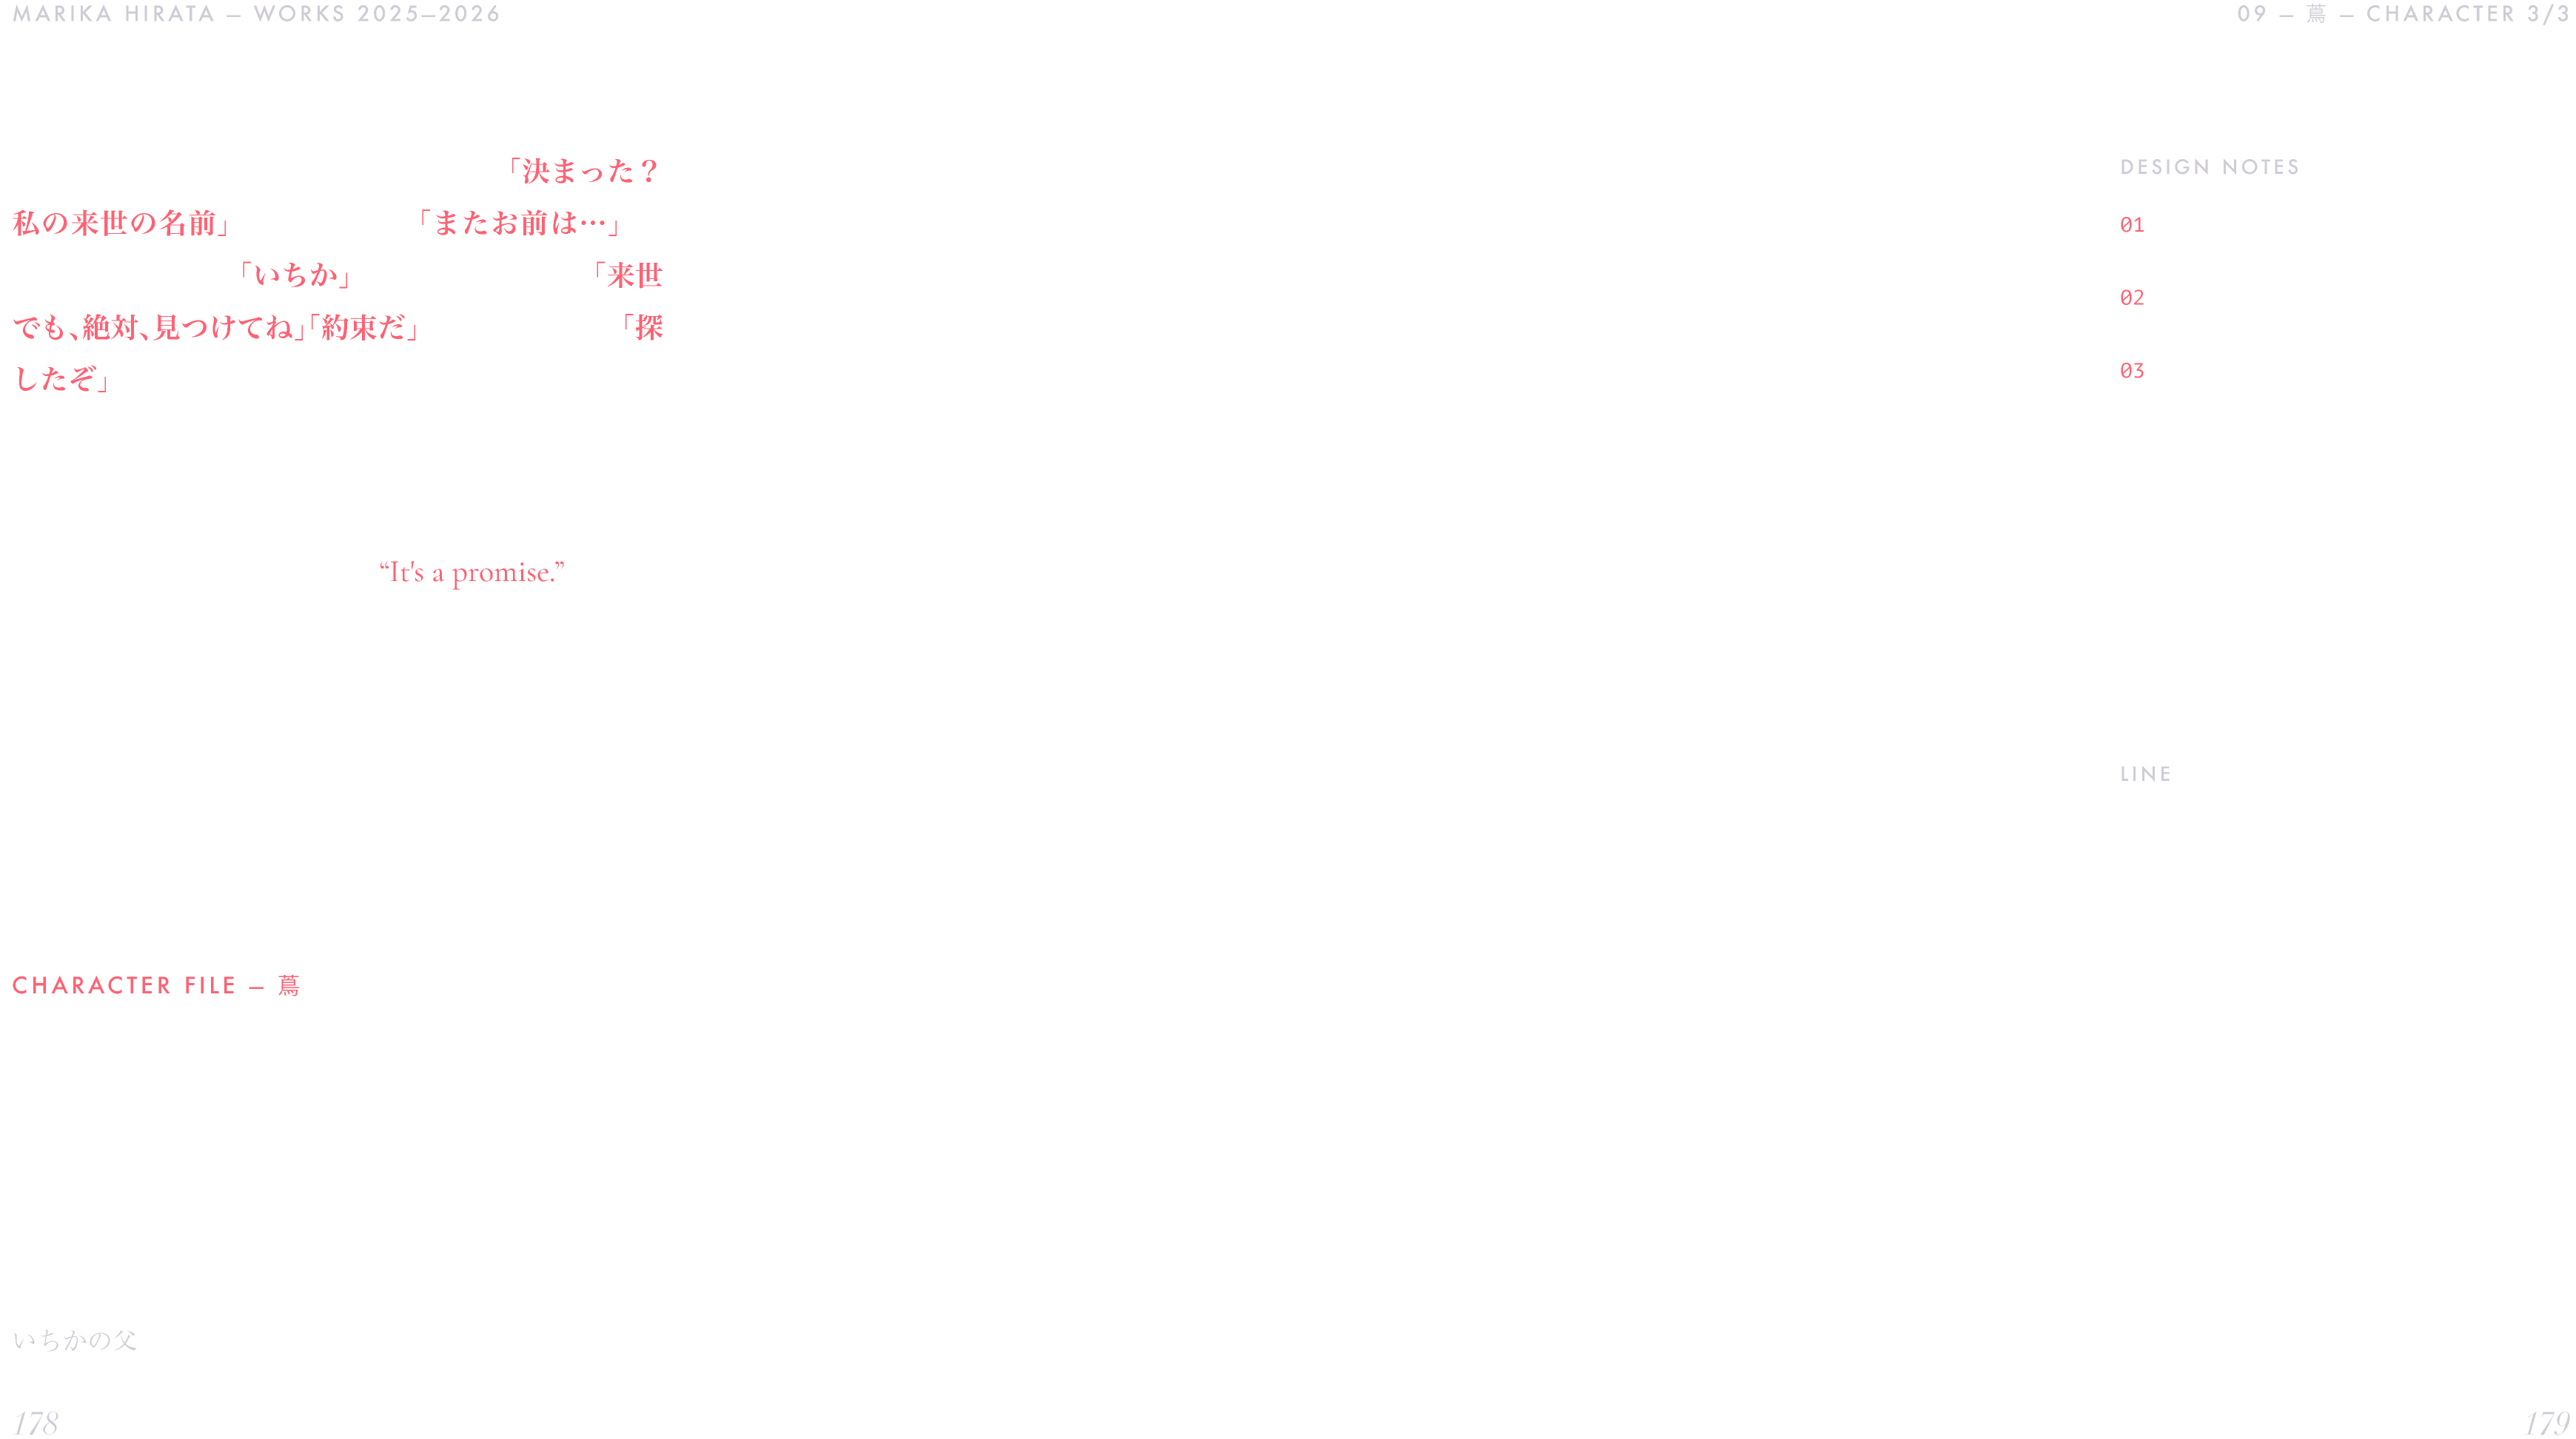 MARIKA HIRATA – WORKS 2025–2026
09 – 蔦 – CHARACTER 3/3
「決まった？
私の来世の名前」 「またお前は…」
「いちか」 「来世
でも、絶対、見つけてね」「約束だ」 「探
したぞ」
“It's a promise.”
CHARACTER FILE – 蔦
いちかの父
178
DESIGN NOTES
01
02
03
LINE
179